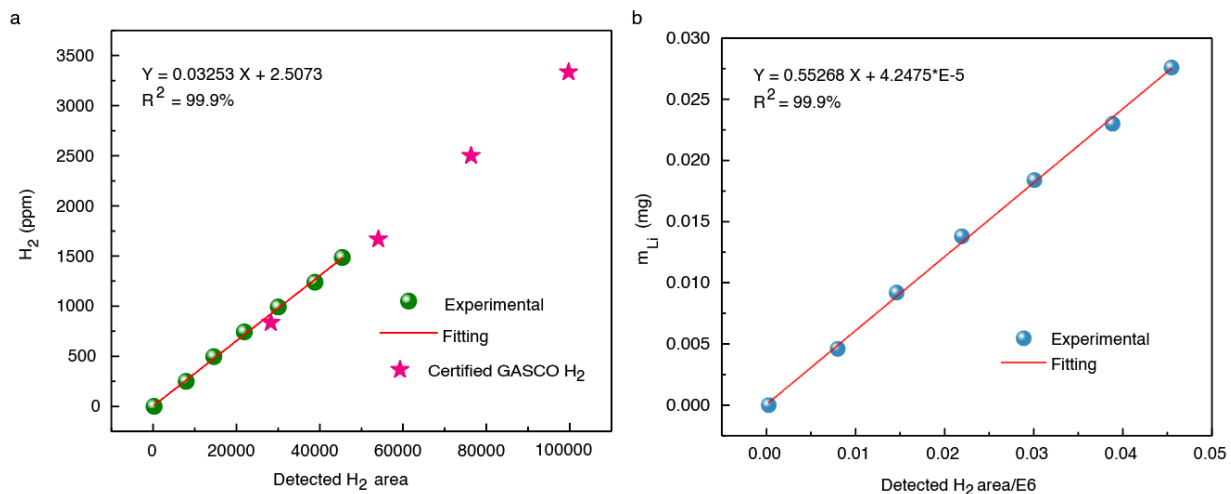 a
Y = 0.03253 X + 2.5073
R² = 99.9%
H₂ (ppm)
3500
3000
2500
2000
1500
1000
500
0
Experimental
Fitting
Certified GASCO H₂
0 20000 40000 60000 80000 100000
Detected H₂ area
b
Y = 0.55268 X + 4.2475*E-5
R² = 99.9%
m_Li (mg)
0.030
0.025
0.020
0.015
0.010
0.005
0.000
Experimental
Fitting
0.00 0.01 0.02 0.03 0.04 0.05
Detected H₂ area/E6